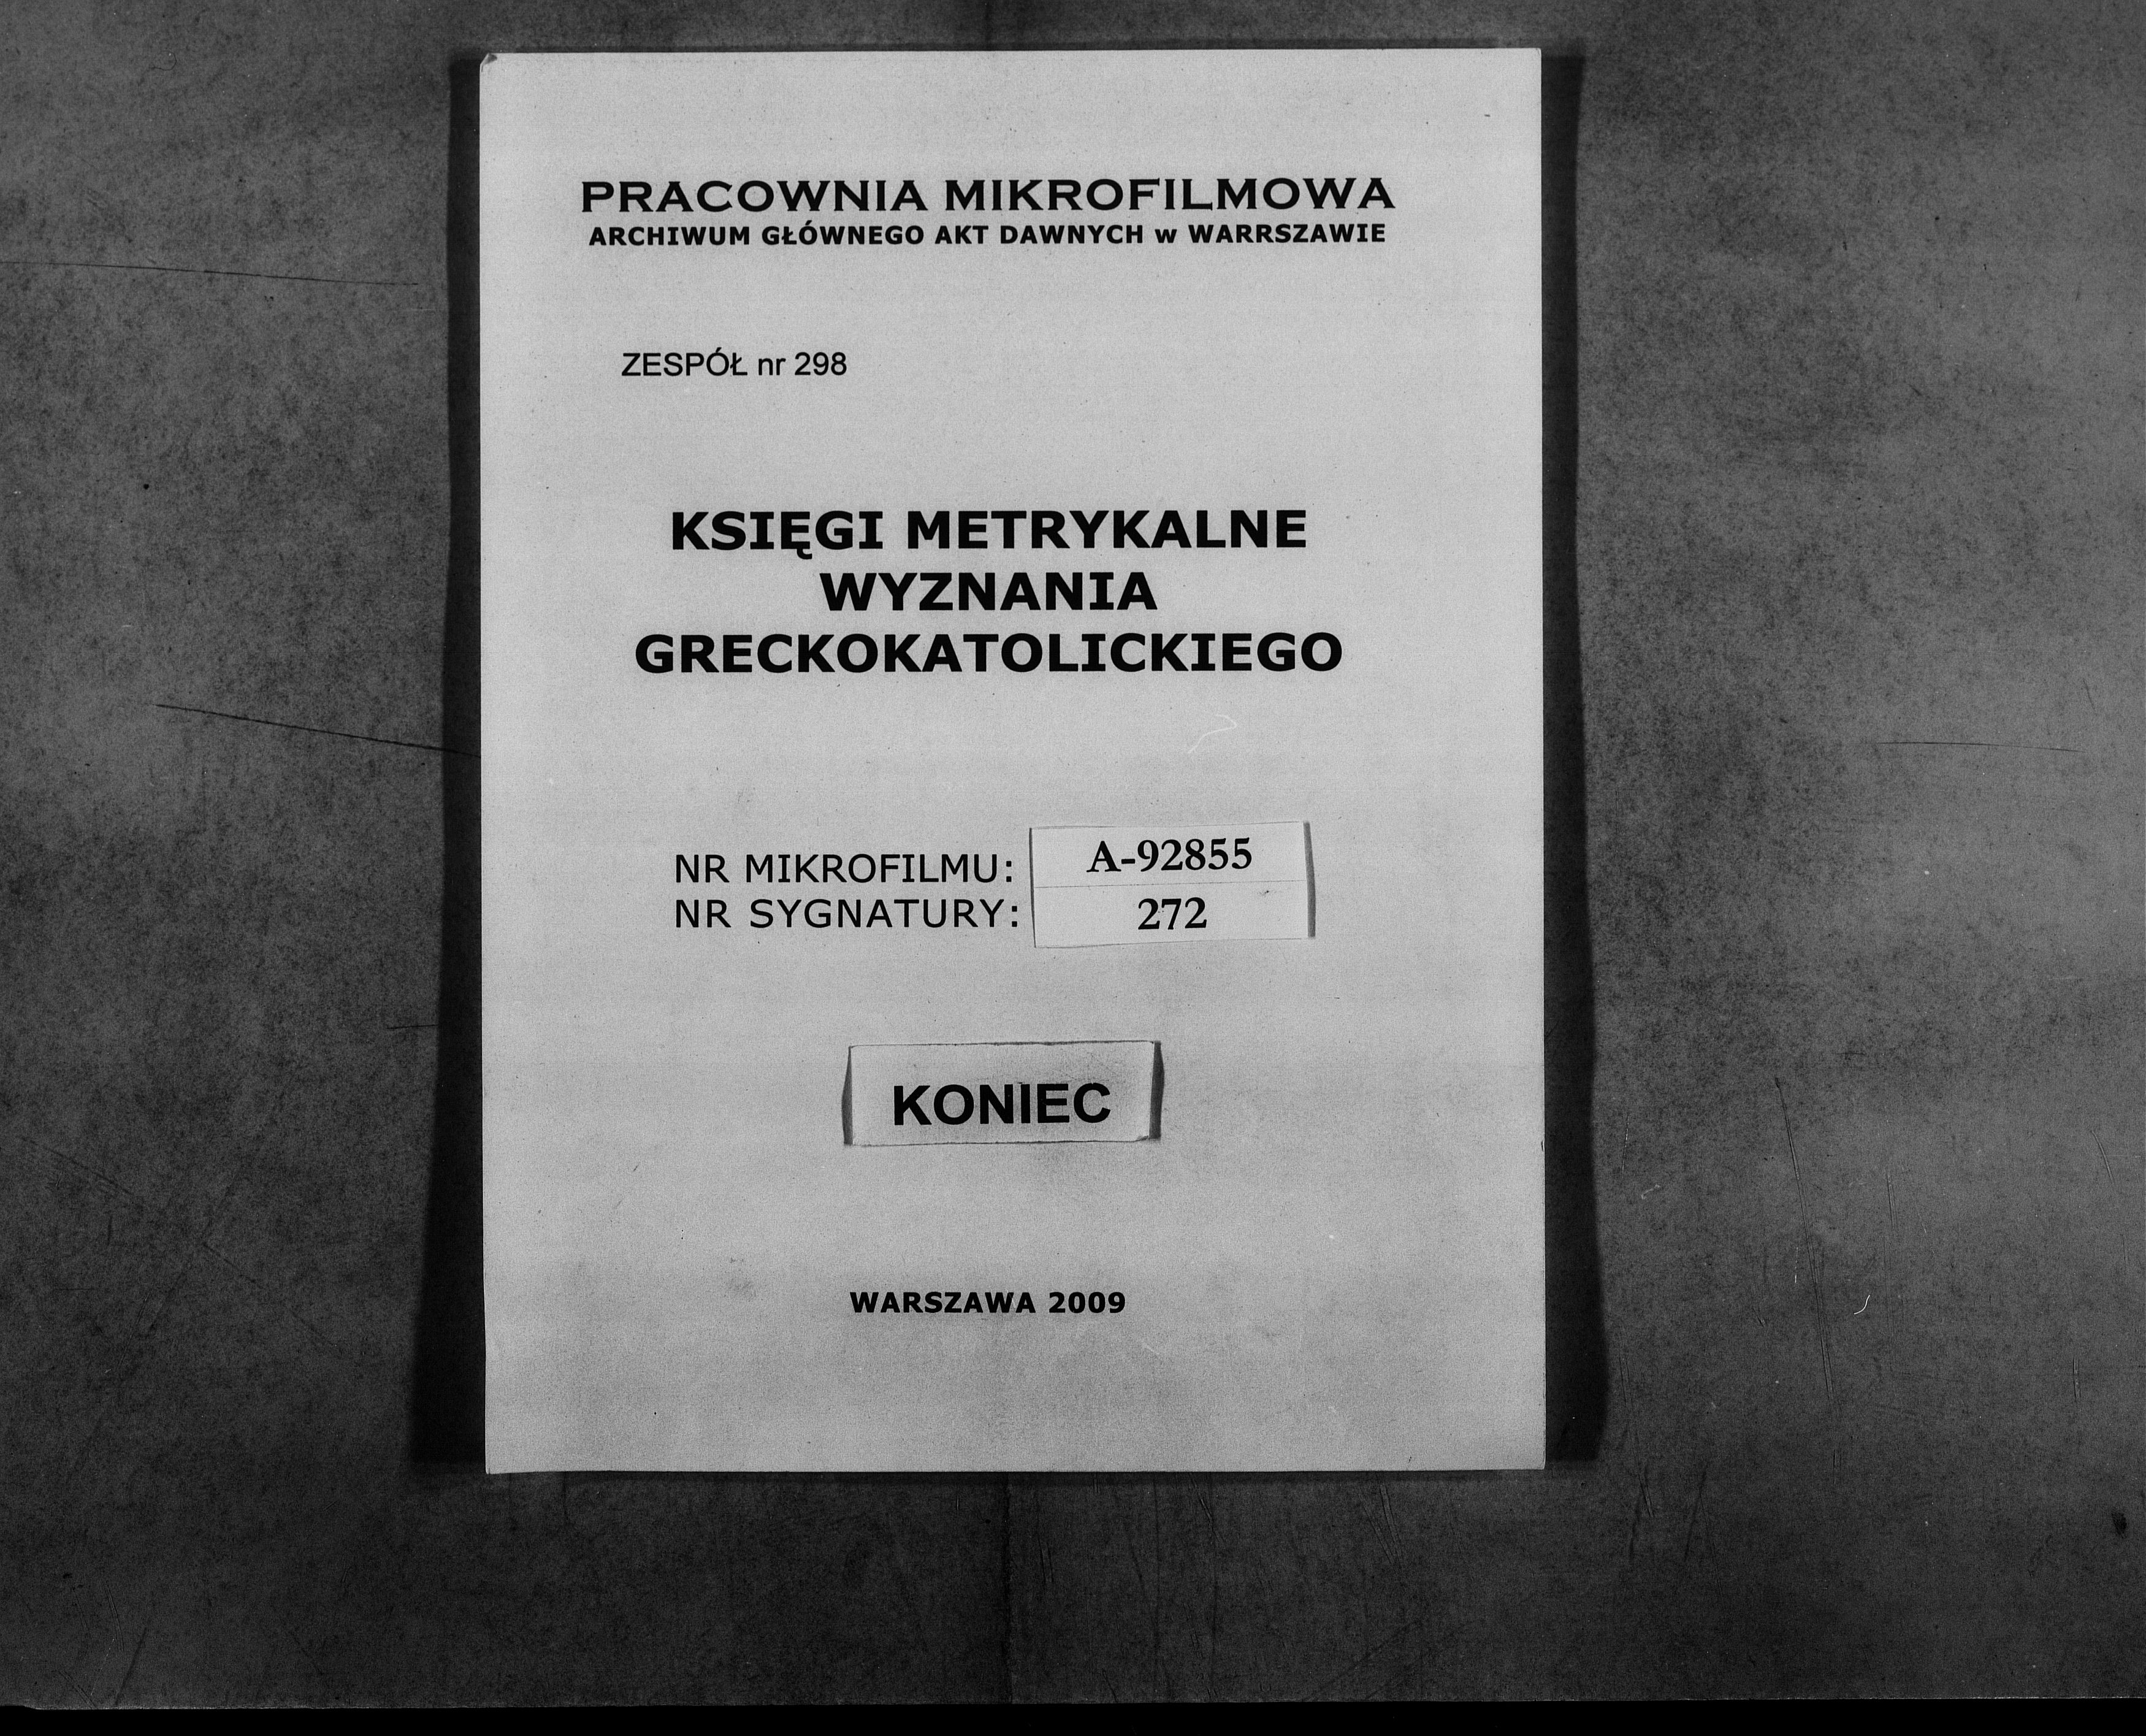 PRACOWNIA MIKROFILMOWA
ARCHIWUM GŁÓWNEGO AKT DAWNYCH w WARRSZAWIE
ZESPÓŁ nr 298
KSIĘGI METRYKALNE
WYZNANIA
GRECKOKATOLICKIEGO
NR MIKROFILMU: A-92855
NR SYGNATURY: 272
KONIEC
WARSZAWA 2009